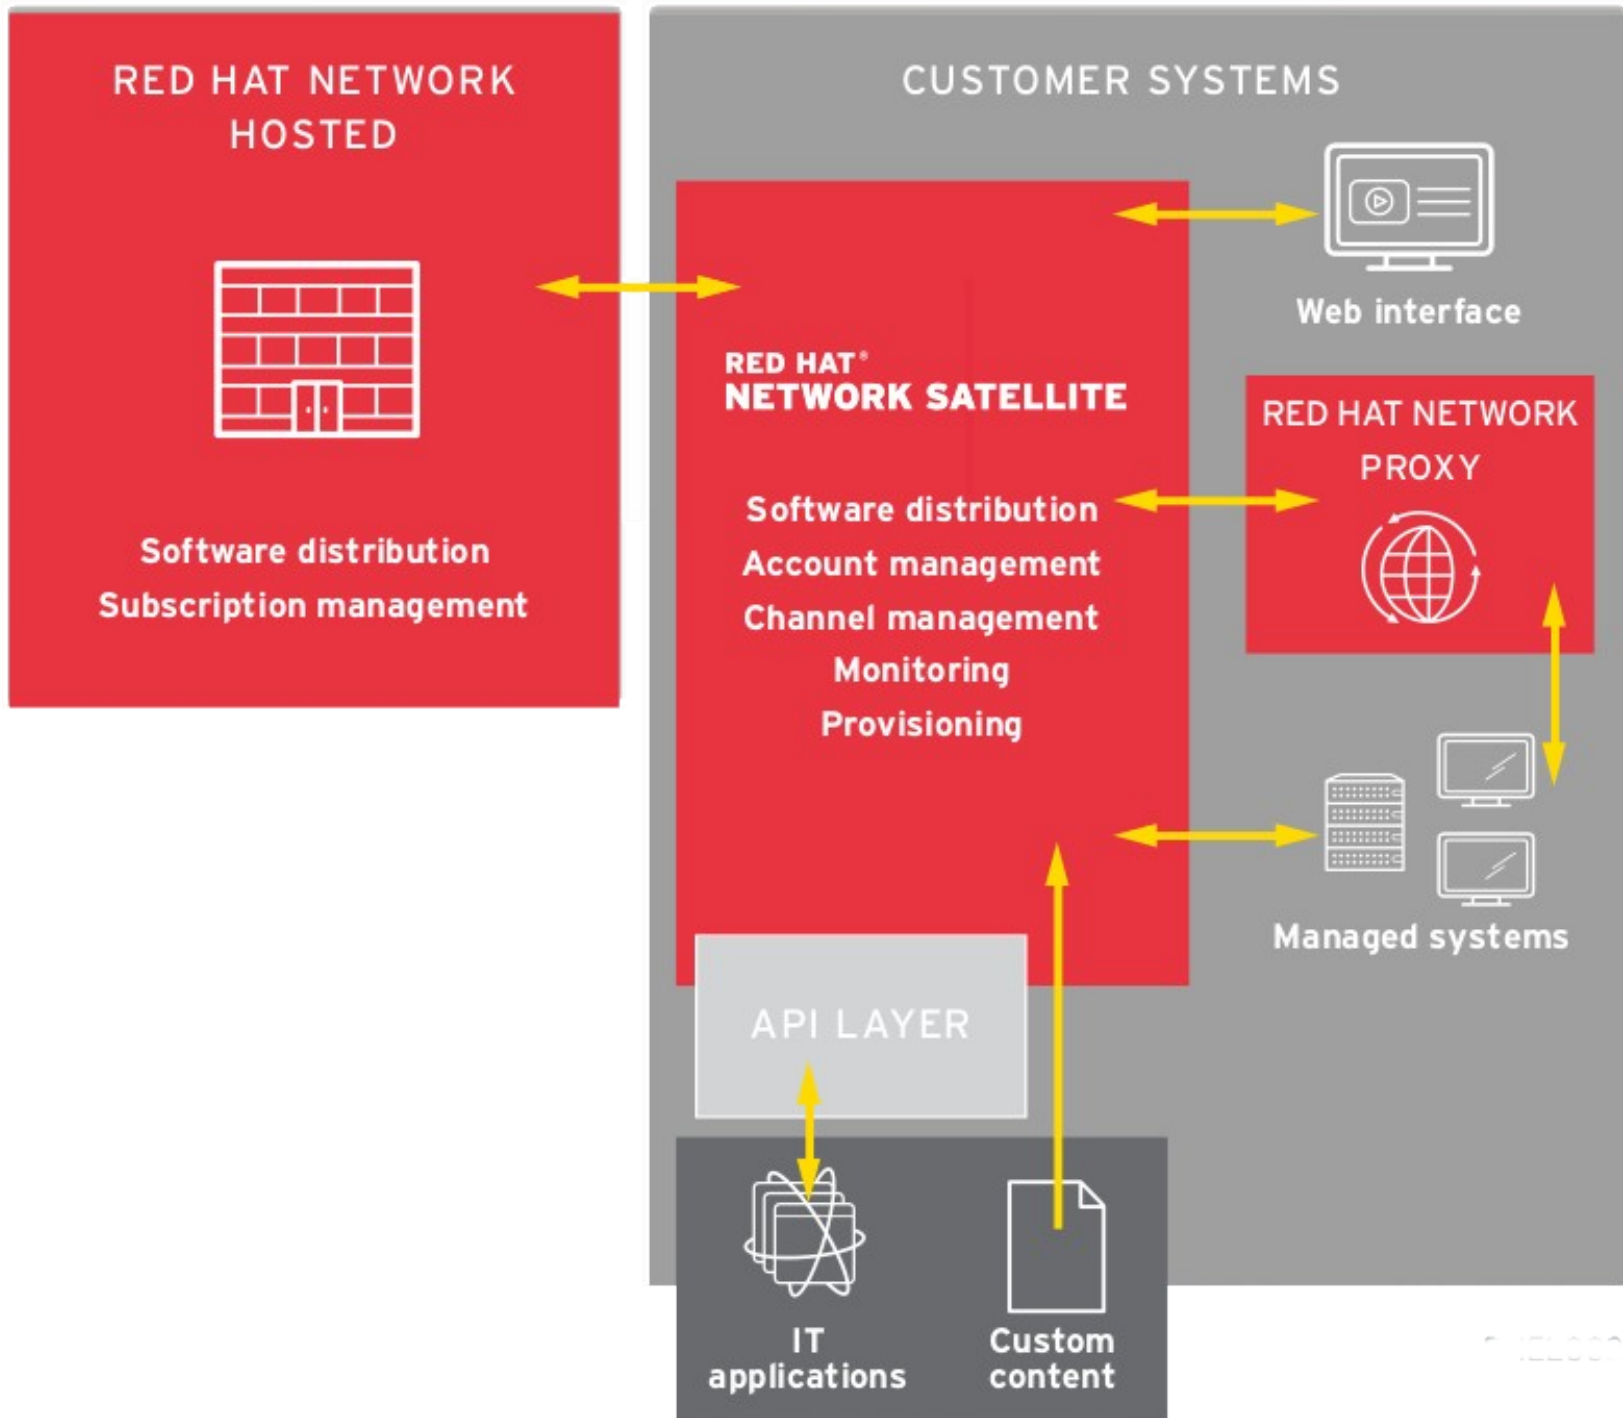 RED HAT NETWORK
HOSTED
Software distribution
Subscription management
CUSTOMER SYSTEMS
RED HAT®
NETWORK SATELLITE
Software distribution
Account management
Channel management
Monitoring
Provisioning
Web interface
RED HAT NETWORK
PROXY
Managed systems
API LAYER
IT
applications
Custom
content